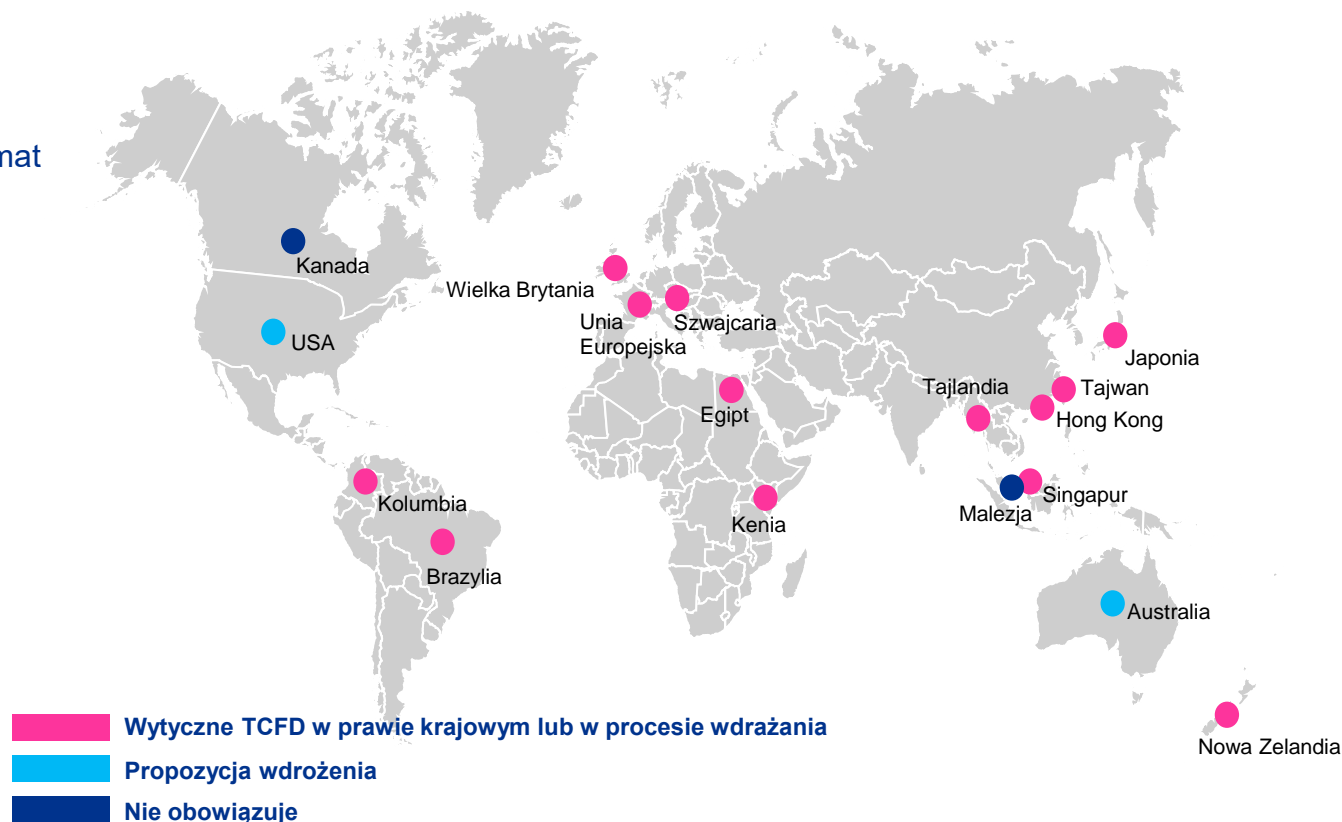 mat
Kanada
Wielka Brytania
Unia
Europejska
Szwajcaria
USA
Japonia
Tajlandia
Tajwan
Egipt
Hong Kong
Kolumbia
Singapur
Kenia
Malezja
Brazylia
Australia
Wytyczne TCFD w prawie krajowym lub w procesie wdrażania
Nowa Zelandia
Propozycja wdrożenia
Nie obowiązuje